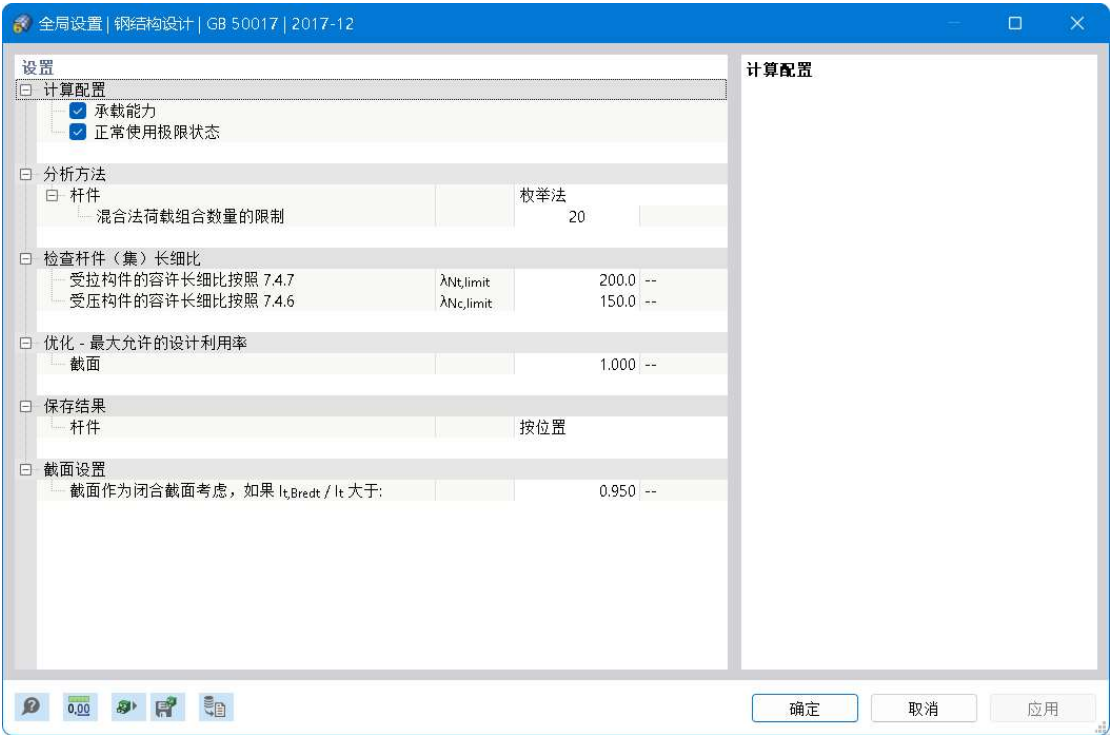 全局设置 | 钢结构设计 | GB 50017 | 2017-12
设置
计算配置
承载能力
正常使用极限状态
分析方法
杆件 枚举法
混合法荷载组合数量的限制 20
检查杆件（集）长细比
受拉构件的容许长细比按照 7.4.7 λNt,limit 200.0 --
受压构件的容许长细比按照 7.4.6 λNc,limit 150.0 --
优化 - 最大允许的设计利用率
截面 1.000 --
保存结果
杆件 按位置
截面设置
截面作为闭合截面考虑，如果 It,Bredt / It 大于: 0.950 --
计算配置
0,00
确定 取消 应用